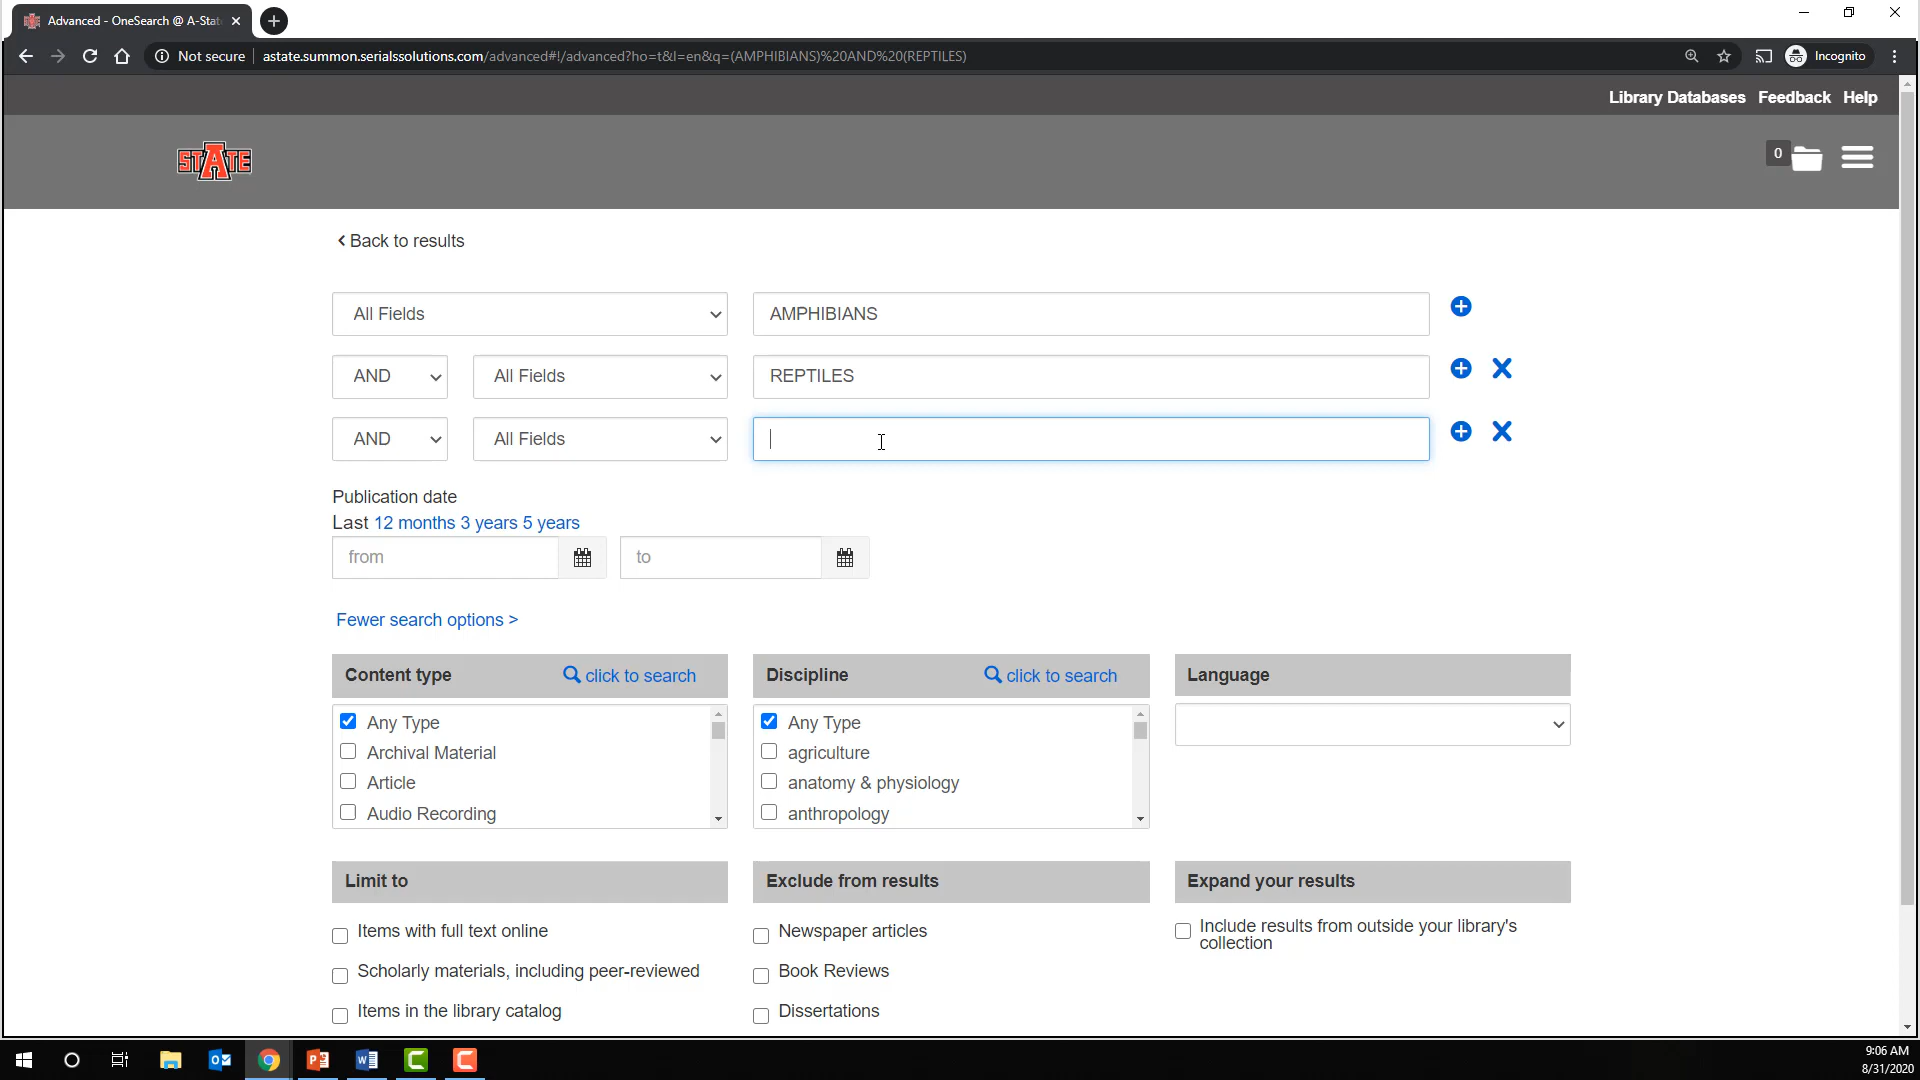 Advanced - OneSearch @ A-Stat
Not secure
astate.summon.serialssolutions.com/advanced#!/advanced?ho=t&l=en&q=(AMPHIBIANS)%20AND%20(REPTILES)
Incognito
Library Databases Feedback Help
STATE
0
Back to results
All Fields AMPHIBIANS
AND All Fields REPTILES
AND All Fields
Publication date
Last 12 months 3 years 5 years
from to
Fewer search options >
Content type click to search Discipline click to search Language
Any Type Any Type
Archival Material agriculture
Article anatomy & physiology
Audio Recording anthropology
Limit to Exclude from results Expand your results
Items with full text online Newspaper articles Include results from outside your library's
collection
Scholarly materials, including peer-reviewed Book Reviews
Items in the library catalog Dissertations
9:06 AM
8/31/2020